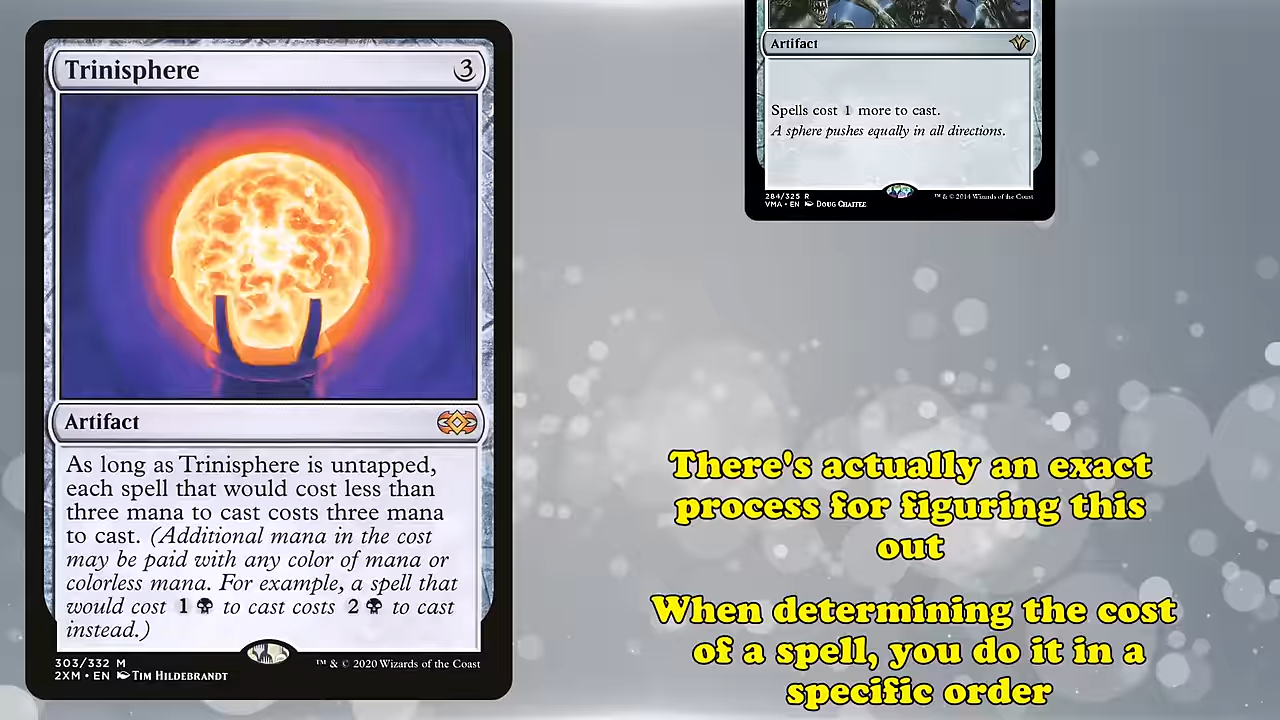 Trinisphere 3
Artifact
As long as Trinisphere is untapped,
each spell that would cost less than
three mana to cast costs three mana
to cast. (Additional mana in the cost
may be paid with any color of mana or
colorless mana. For example, a spell that
would cost 1 to cast costs 2 to cast
instead.)
303/332 M
2XM • EN Tim Hildebrandt
™ & © 2020 Wizards of the Coast
Artifact
Spells cost 1 more to cast.
A sphere pushes equally in all directions.
284/325 R
VMA • EN Doug Chaffee
™ & © 2014 Wizards of the Coast
There's actually an exact
process for figuring this
out
When determining the cost
of a spell, you do it in a
specific order